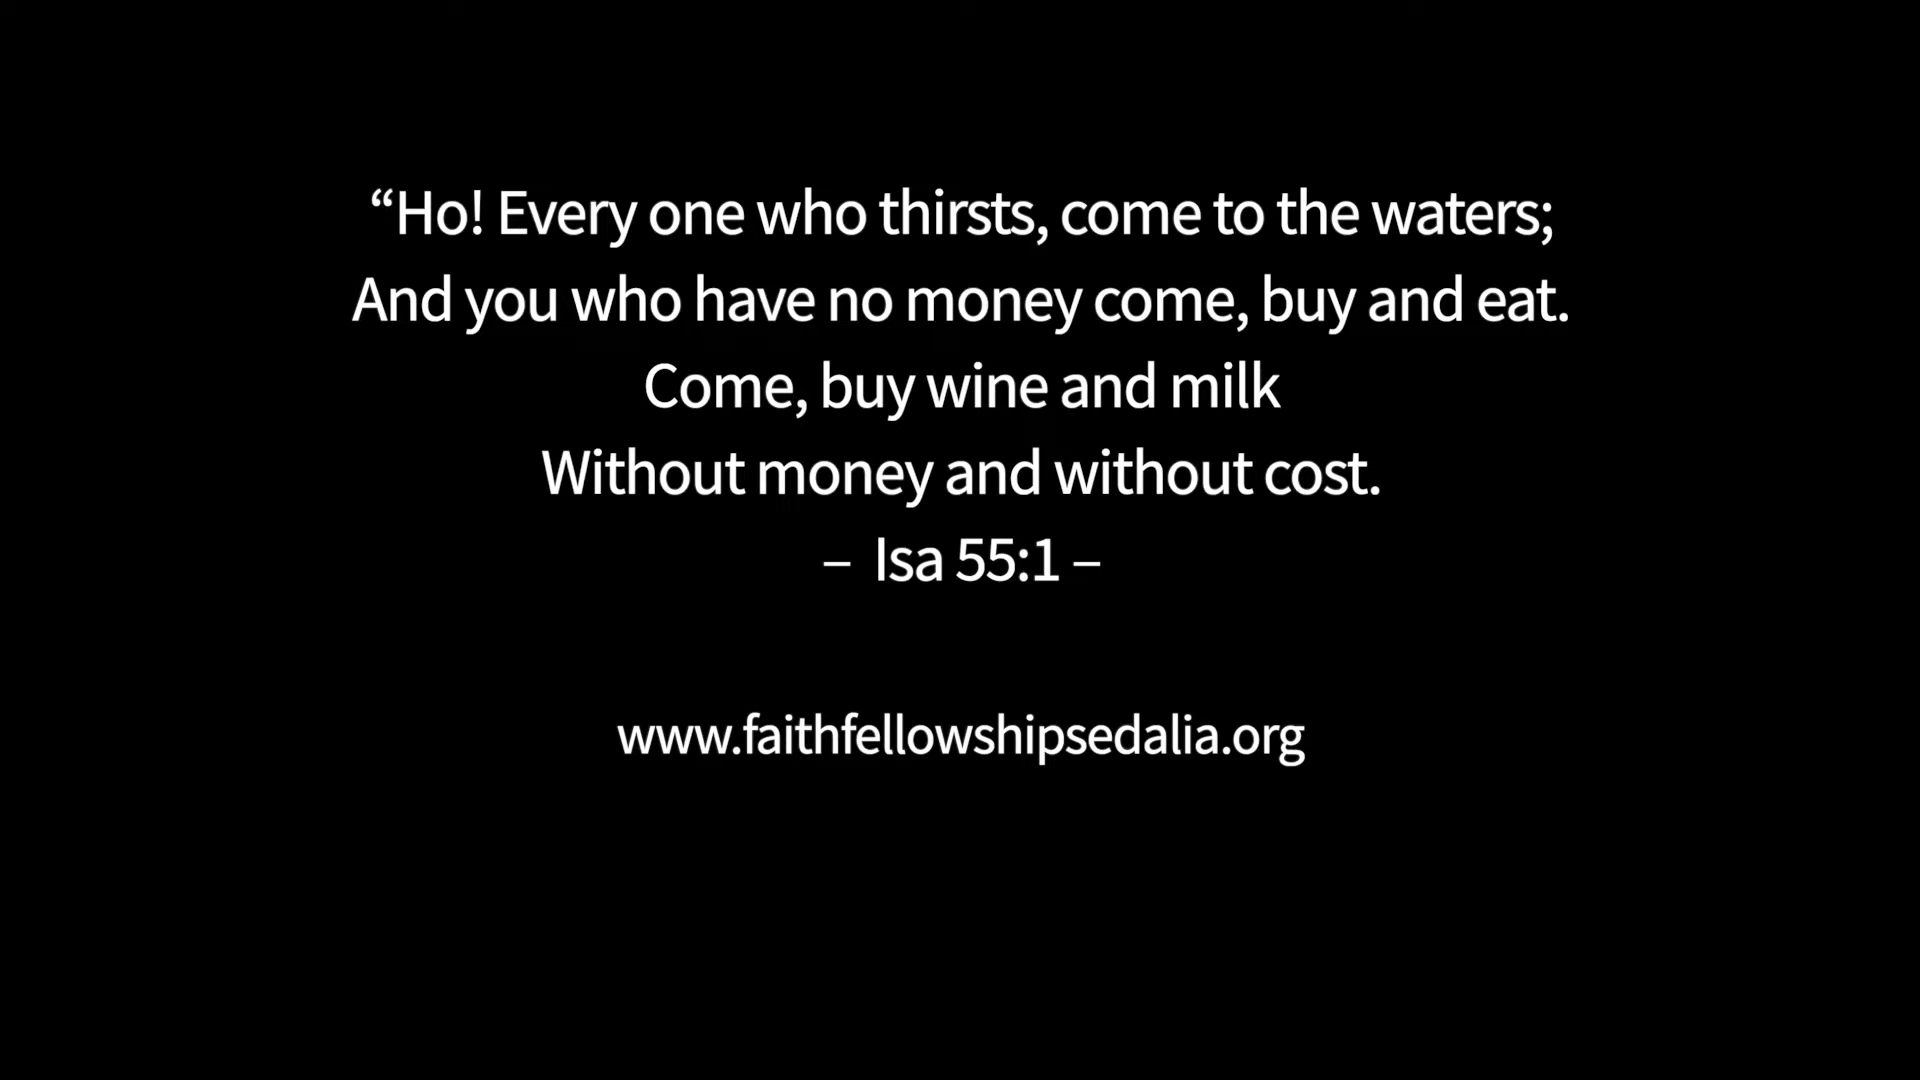 “Ho! Every one who thirsts, come to the waters;
And you who have no money come, buy and eat.
Come, buy wine and milk
Without money and without cost.
– Isa 55:1 –
www.faithfellowshipsedalia.org